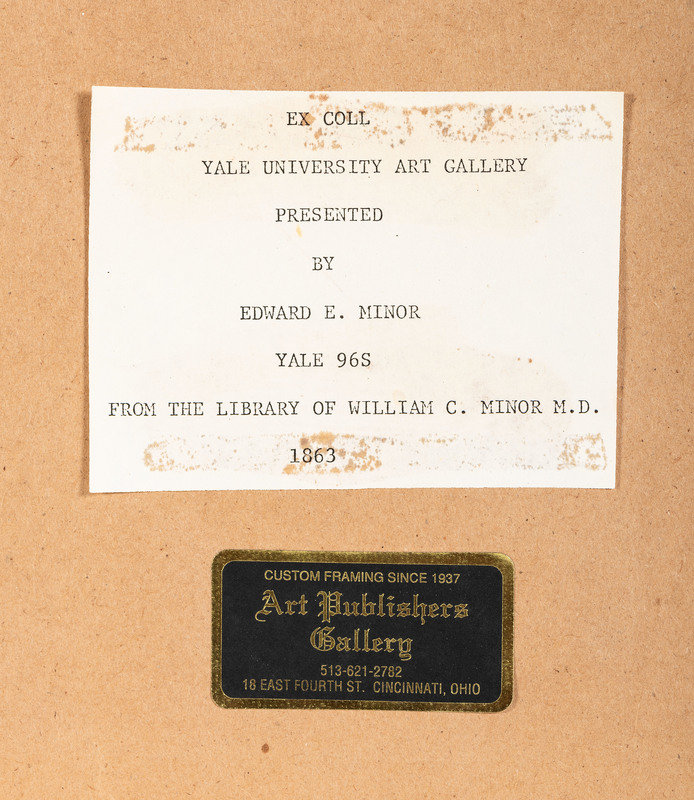 EX COLL
YALE UNIVERSITY ART GALLERY
PRESENTED
BY
EDWARD E. MINOR
YALE 96S
FROM THE LIBRARY OF WILLIAM C. MINOR M.D.
1863
CUSTOM FRAMING SINCE 1937
Art Publishers
Gallery
513-621-2782
18 EAST FOURTH ST. CINCINNATI, OHIO